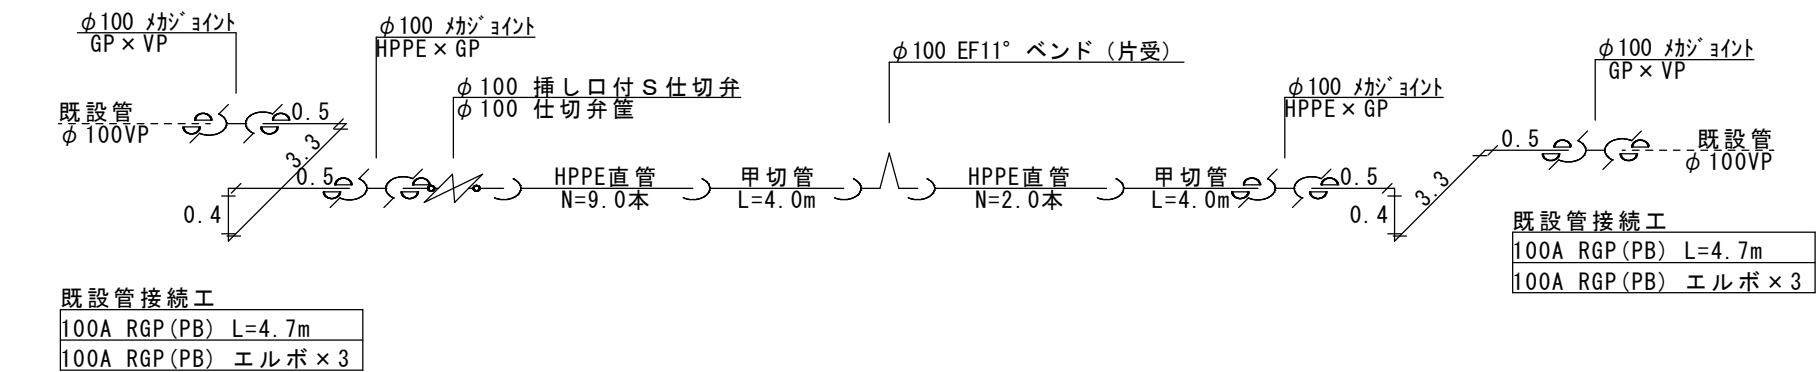 φ100 ﾒｶｼﾞｮｲﾝﾄ
GP×VP
φ100 ﾒｶｼﾞｮｲﾝﾄ
HPPE×GP
φ100 挿し口付Ｓ仕切弁
φ100 仕切弁筐
φ100 EF11°ベンド（片受）
φ100 ﾒｶｼﾞｮｲﾝﾄ
HPPE×GP
φ100 ﾒｶｼﾞｮｲﾝﾄ
GP×VP
既設管
φ100VP
0.5
3.3
0.5
0.4
HPPE直管
N=9.0本
甲切管
L=4.0m
HPPE直管
N=2.0本
甲切管
L=4.0m
0.5
0.4
3.3
0.5
既設管
φ100VP
既設管接続工
100A RGP(PB) L=4.7m
100A RGP(PB) エルボ×3
既設管接続工
100A RGP(PB) L=4.7m
100A RGP(PB) エルボ×3